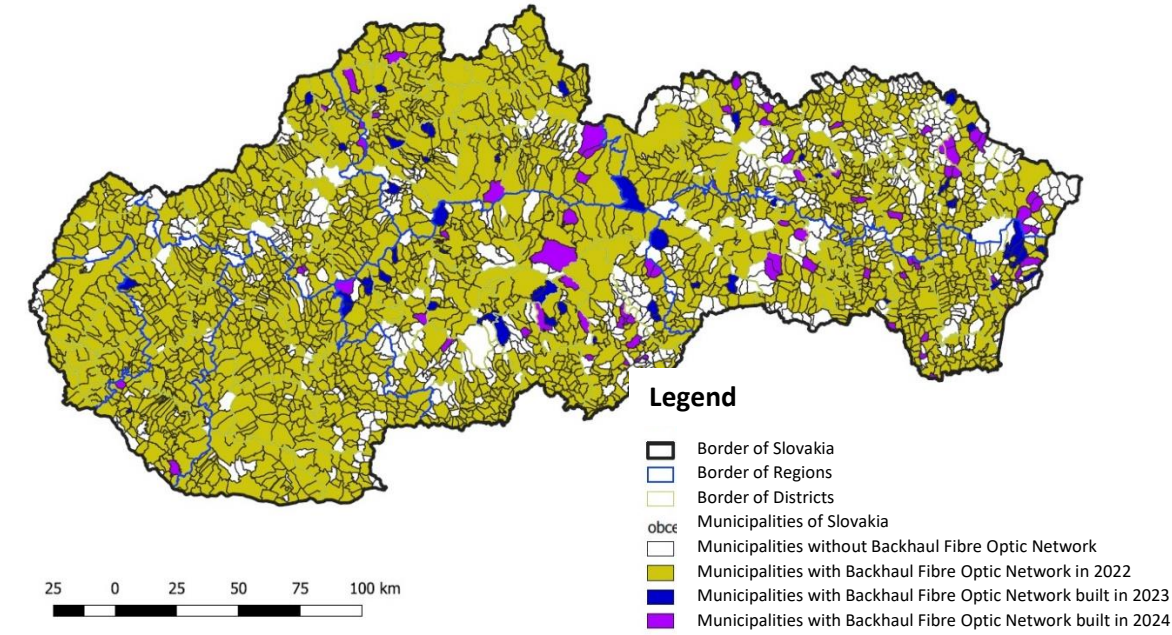 Legend
Border of Slovakia
Border of Regions
Border of Districts
obce Municipalities of Slovakia
Municipalities without Backhaul Fibre Optic Network
Municipalities with Backhaul Fibre Optic Network in 2022
Municipalities with Backhaul Fibre Optic Network built in 2023
Municipalities with Backhaul Fibre Optic Network built in 2024
25 0 25 50 75 100 km